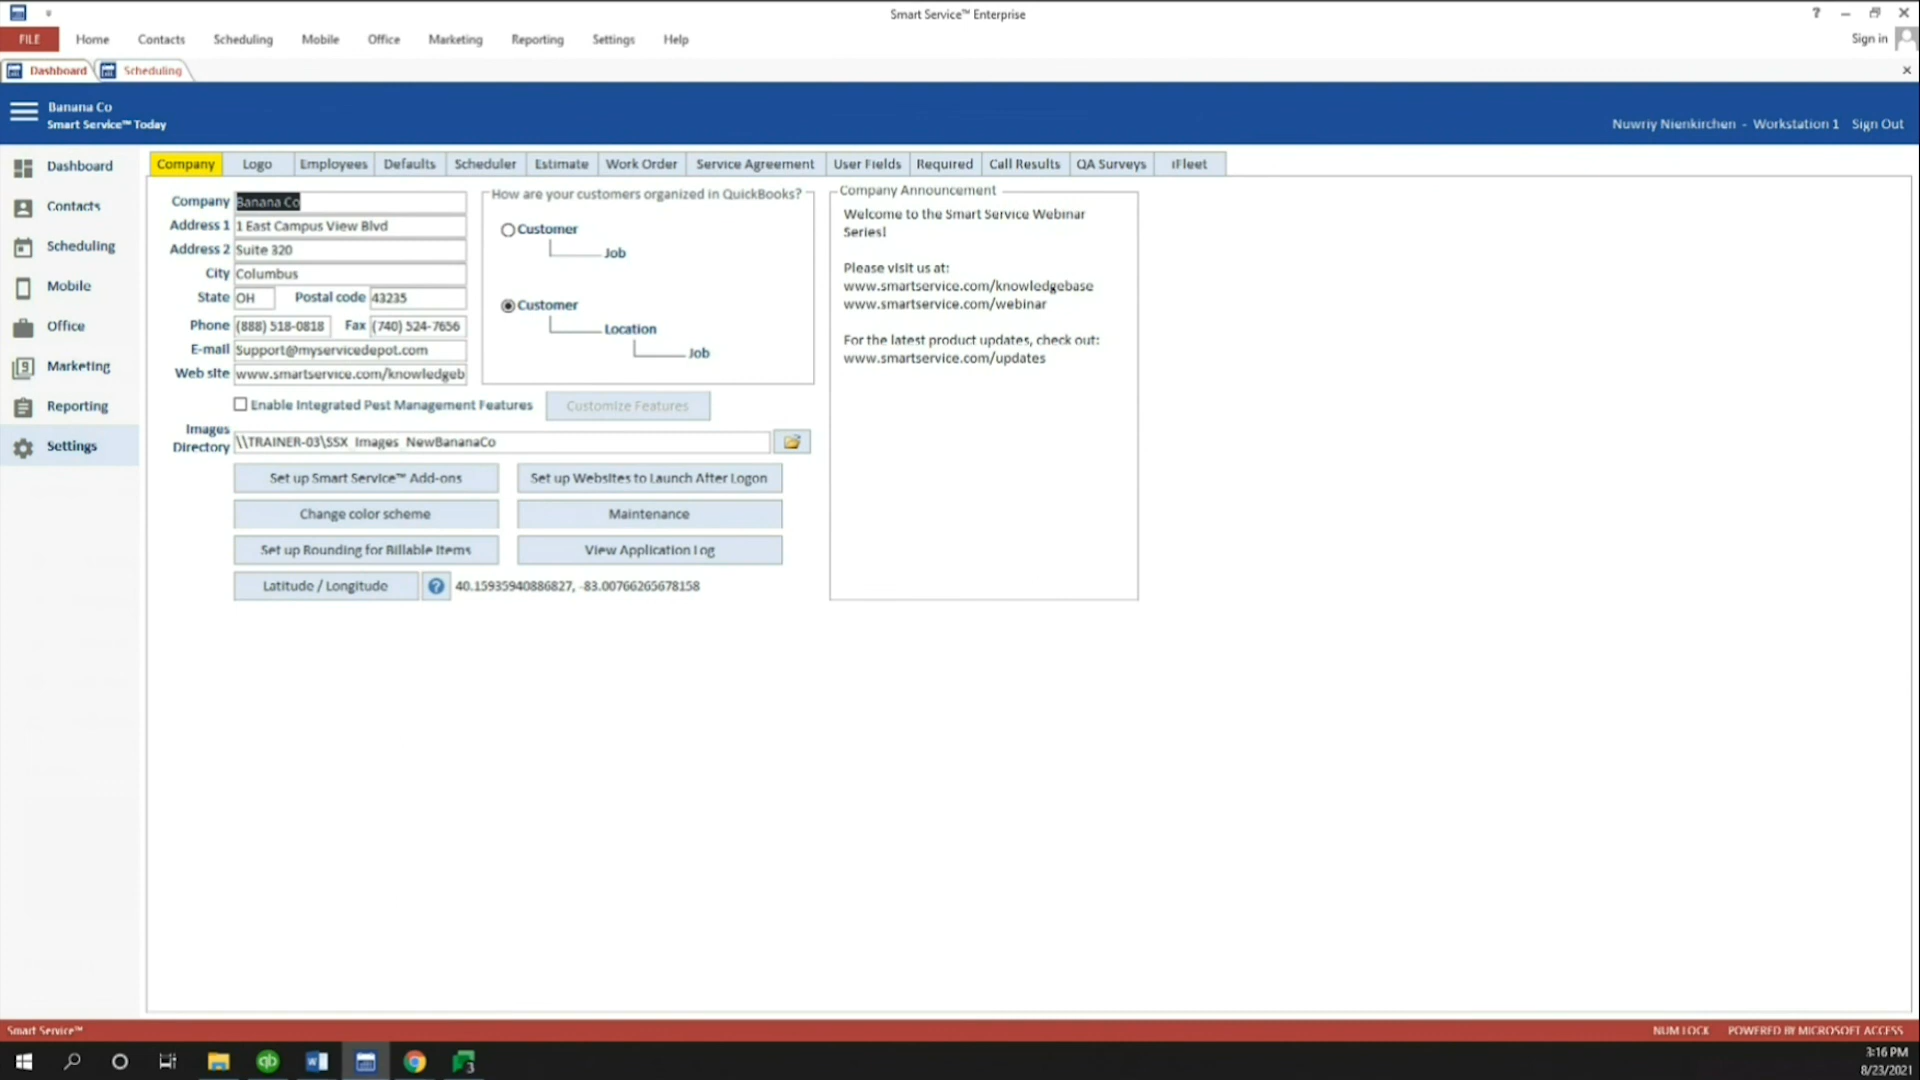 Smart Service™ Enterprise
?
FILE Home Contacts Scheduling Mobile Office Marketing Reporting Settings Help
Sign in
Dashboard Scheduling
Banana Co
Smart Service™ Today
Nuwriy Nienkirchen - Workstation 1 Sign Out
Dashboard
Contacts
Scheduling
Mobile
Office
9 Marketing
Reporting
Settings
Company Logo Employees Defaults Scheduler Estimate Work Order Service Agreement User Fields Required Call Results QA Surveys iFleet
Company Banana Co
Address 1 1 East Campus View Blvd
Address 2 Suite 320
City Columbus
State OH Postal code 43235
Phone (888) 518-0818 Fax (740) 524-7656
E-mail Support@myservicedepot.com
Web site www.smartservice.com/knowledgeb
How are your customers organized in QuickBooks?
Customer
Job
Customer
Location
Job
Enable Integrated Pest Management Features Customize Features
Images
Directory \\TRAINER-03\SSX_Images_NewBananaCo
Set up Smart Service™ Add-ons Set up Websites to Launch After Logon
Change color scheme Maintenance
Set up Rounding for Billable Items View Application Log
Latitude / Longitude ? 40.15935940886827, -83.00766265678158
Company Announcement
Welcome to the Smart Service Webinar
Series!
Please visit us at:
www.smartservice.com/knowledgebase
www.smartservice.com/webinar
For the latest product updates, check out:
www.smartservice.com/updates
Smart Service™
NUM LOCK POWERED BY MICROSOFT ACCESS
qb
3
3:16 PM
8/23/2021